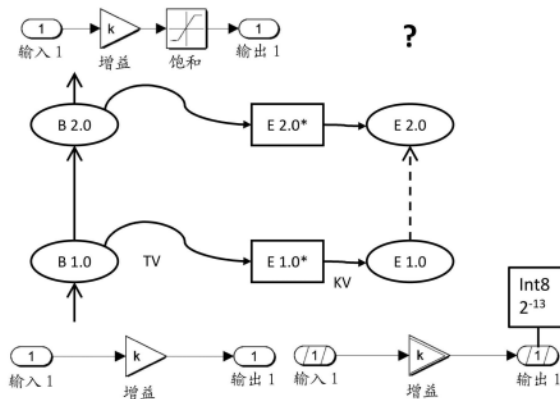 1 k 1 ?
输入 1 增益 饱和 输出 1
B 2.0 E 2.0* E 2.0
B 1.0 TV E 1.0* KV E 1.0
Int8
2⁻¹³
1 k 1 1 k 1
输入 1 增益 输出 1 输入 1 增益 输出 1